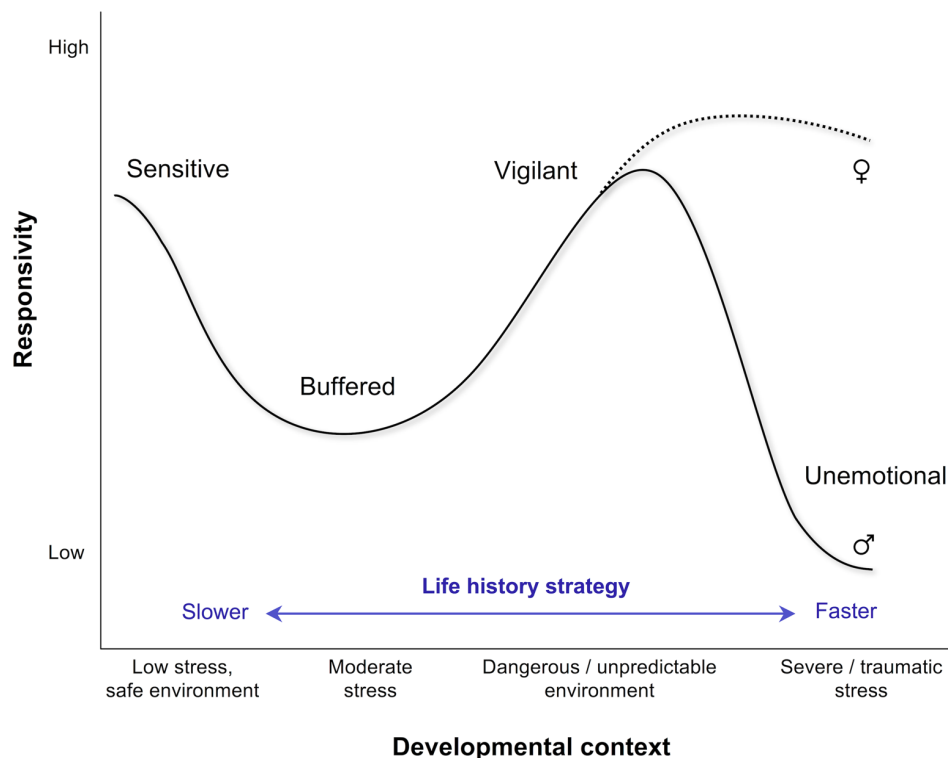 High
Sensitive
Vigilant
♀
Responsivity
Buffered
Unemotional
Low
♂
Life history strategy
Slower
Faster
Low stress,
safe environment
Moderate
stress
Dangerous / unpredictable
environment
Severe / traumatic
stress
Developmental context